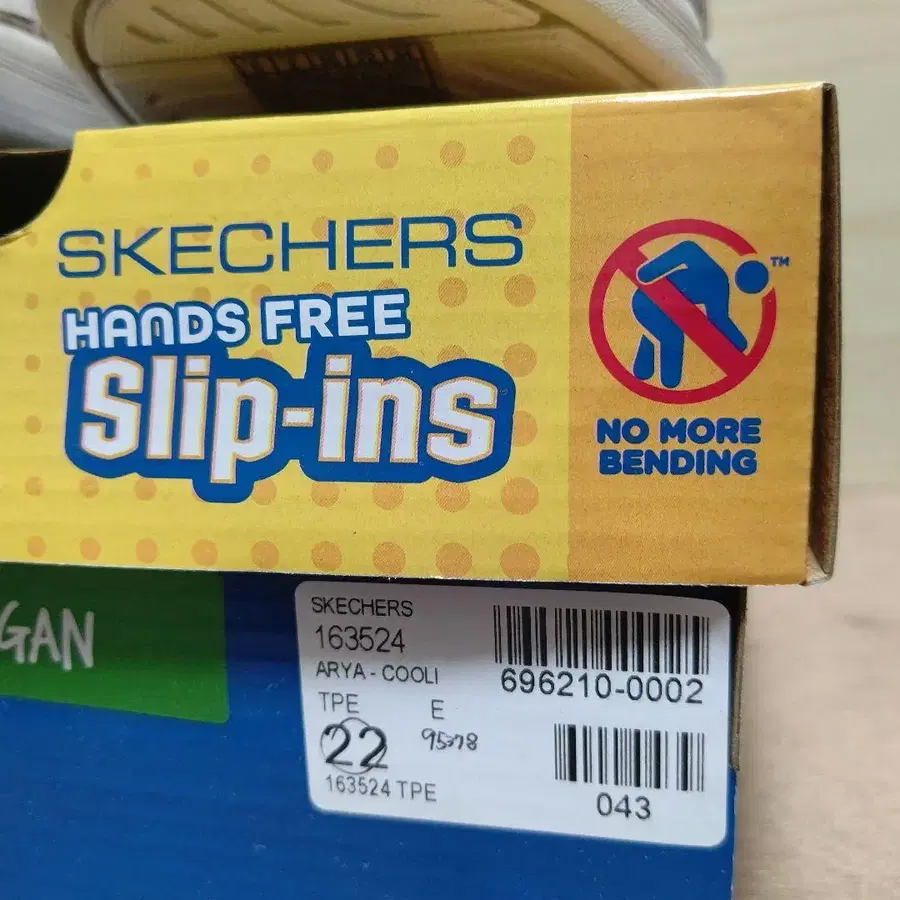 SKECHERS
HANDS FREE
Slip-ins
™
NO MORE
BENDING
GAN
SKECHERS
163524
ARYA - COOLI
TPE
E
22
163524 TPE
696210-0002
043